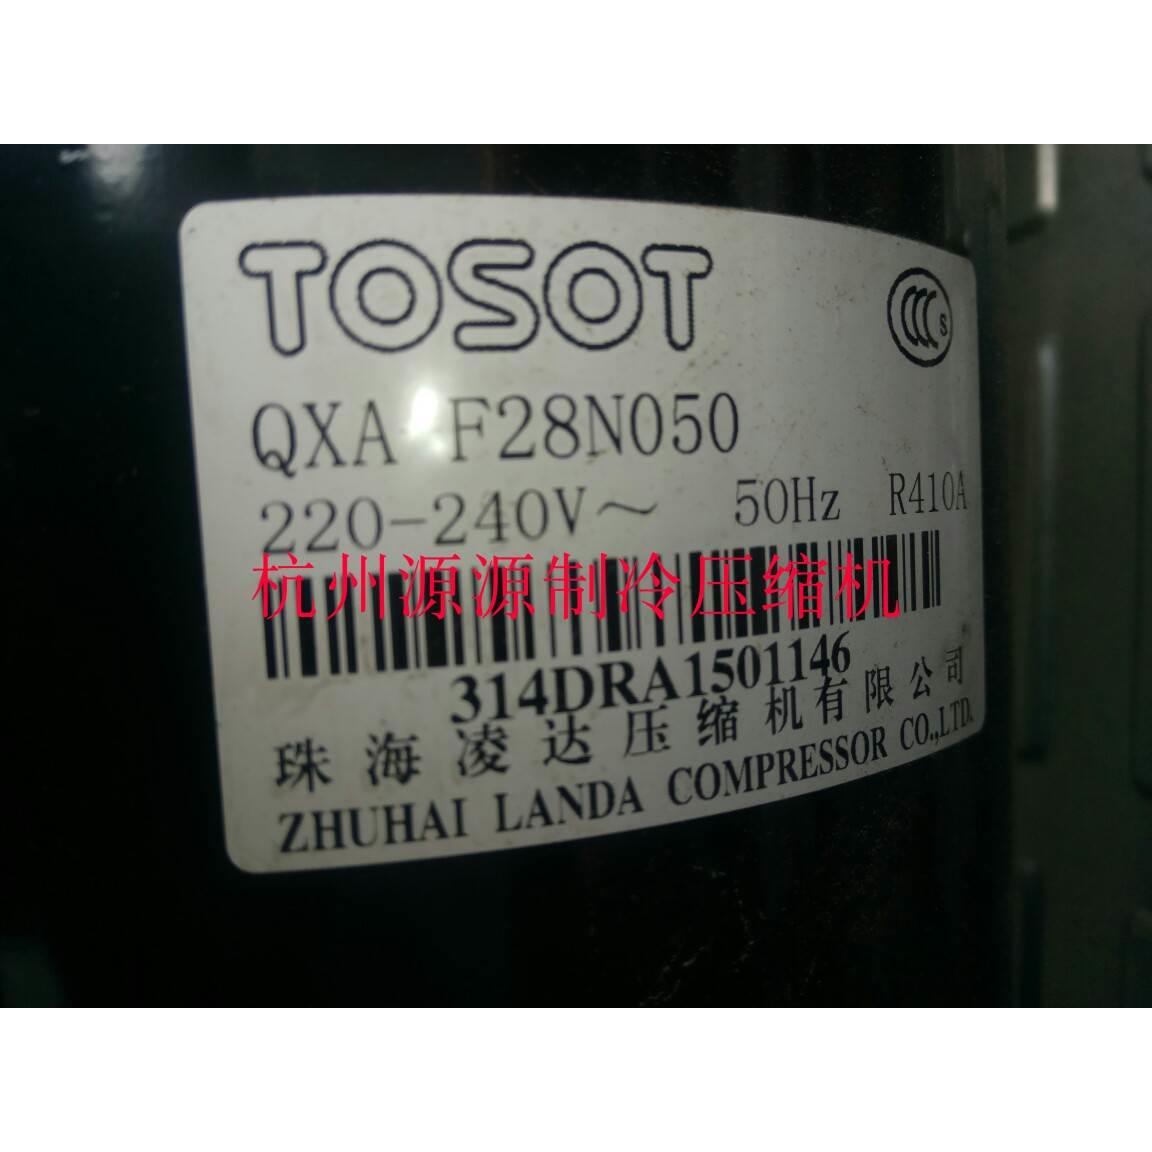 TOSOT
CCC S
QXA F28N050
220-240V～ 50Hz R410A
杭州源源制冷压缩机
314DRA1501146
珠海凌达压缩机有限公司
ZHUHAI LANDA COMPRESSOR CO.,LTD.